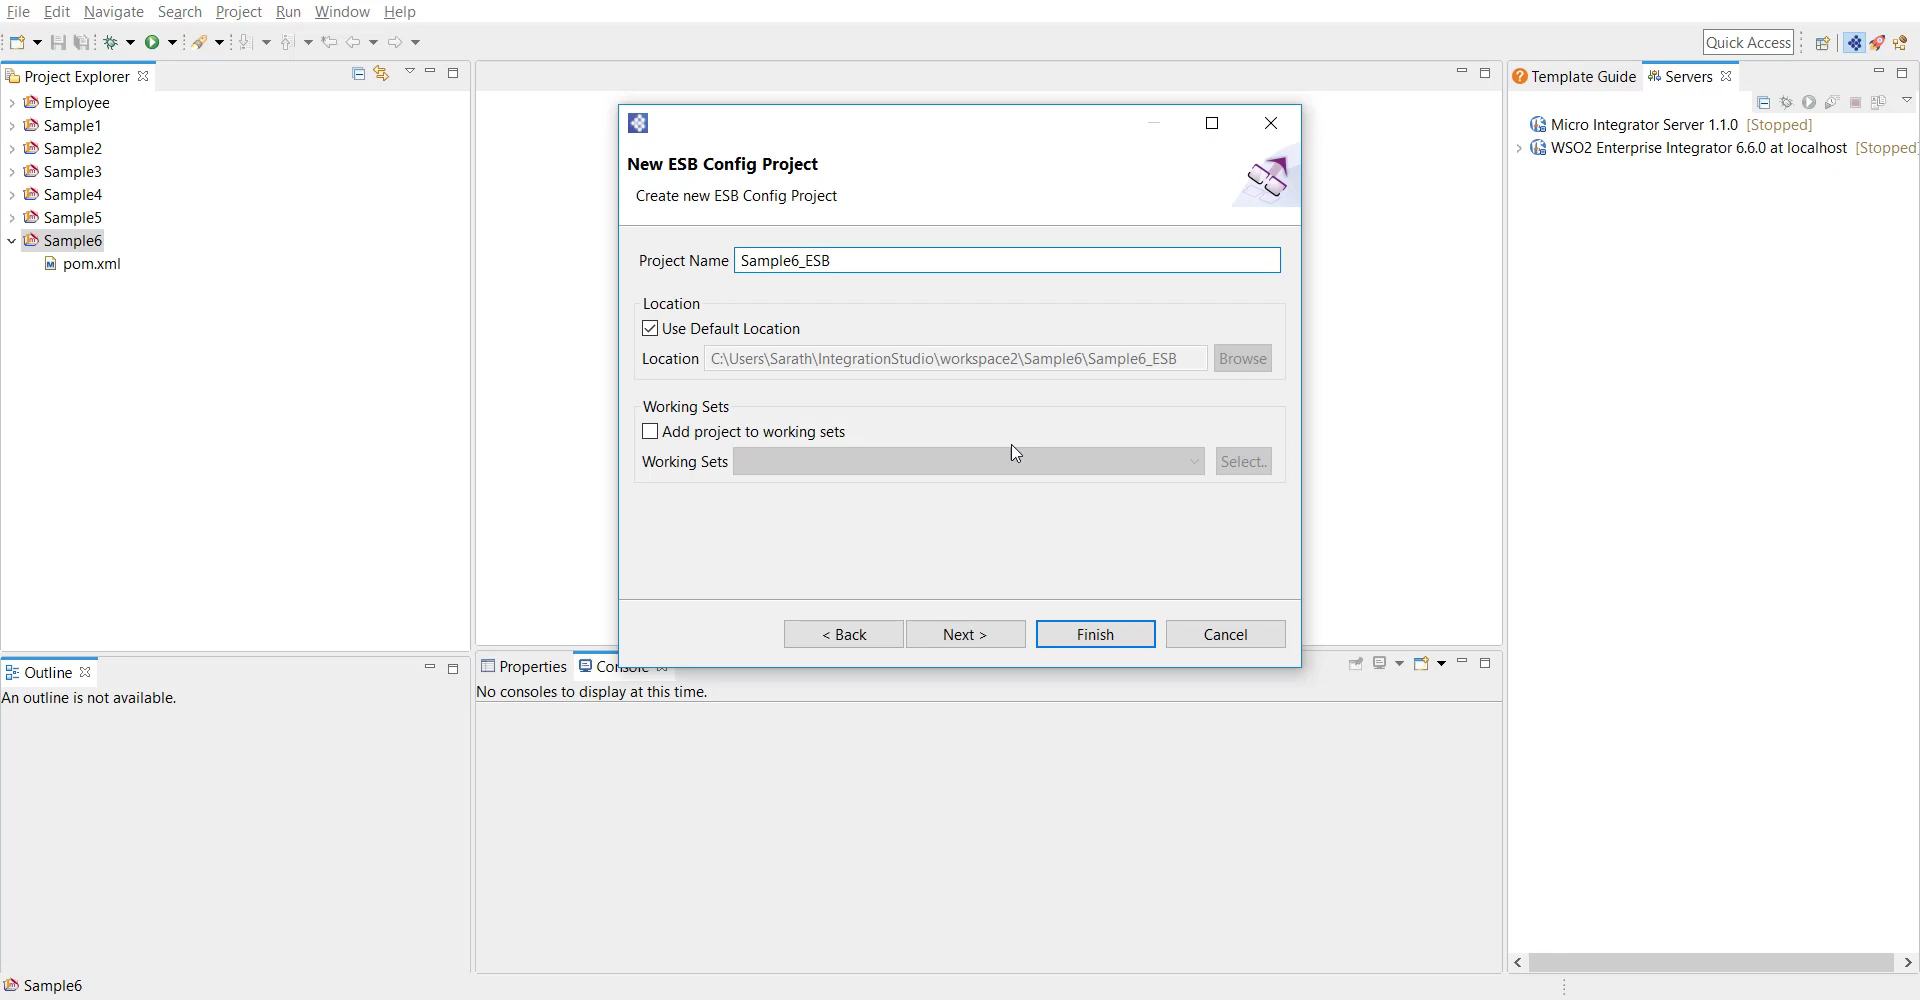 File Edit Navigate Search Project Run Window Help
Quick Access
Project Explorer
Employee
Sample1
Sample2
Sample3
Sample4
Sample5
Sample6
pom.xml
New ESB Config Project
Create new ESB Config Project
Project Name Sample6_ESB
Location
Use Default Location
Location C:\Users\Sarath\IntegrationStudio\workspace2\Sample6\Sample6_ESB Browse
Working Sets
Add project to working sets
Working Sets Select..
< Back Next > Finish Cancel
Template Guide Servers
Micro Integrator Server 1.1.0 [Stopped]
WSO2 Enterprise Integrator 6.6.0 at localhost [Stopped]
Outline
An outline is not available.
Properties Console
No consoles to display at this time.
Sample6